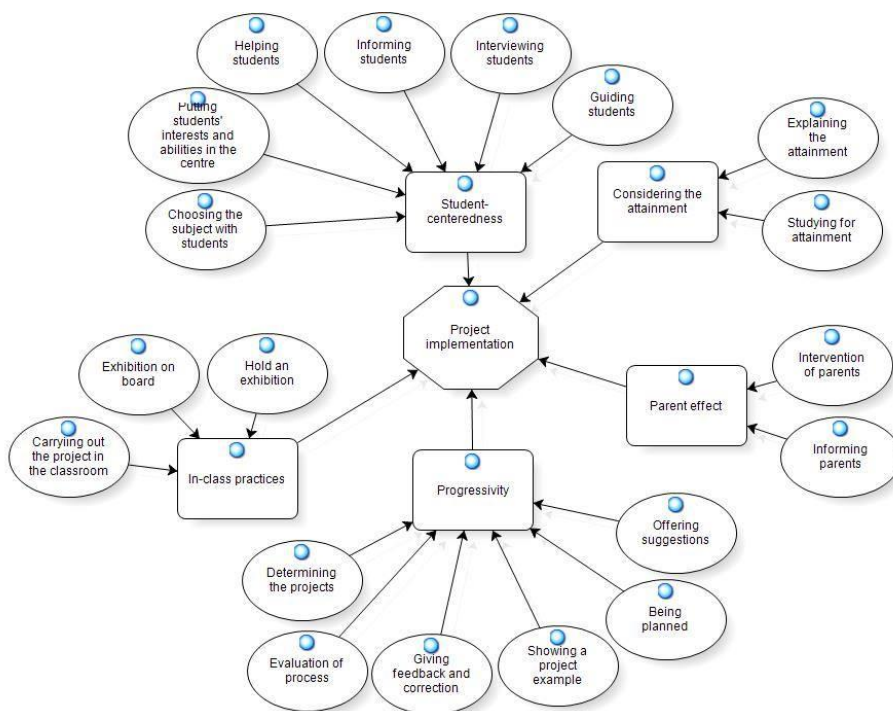 Helping
students
Informing
students
Interviewing
students
Guiding
students
Putting
students'
interests and
abilities in the
centre
Choosing the
subject with
students
Student-
centeredness
Considering the
attainment
Explaining
the
attainment
Studying for
attainment
Project
implementation
Exhibition on
board
Hold an
exhibition
Carryiing out
the project in
the classroom
In-class practices
Parent effect
Intervention
of parents
Informing
parents
Progressivity
Offering
suggestions
Determining
the projects
Being
planned
Evaluation of
process
Giving
feedback and
correction
Showing a
project
example